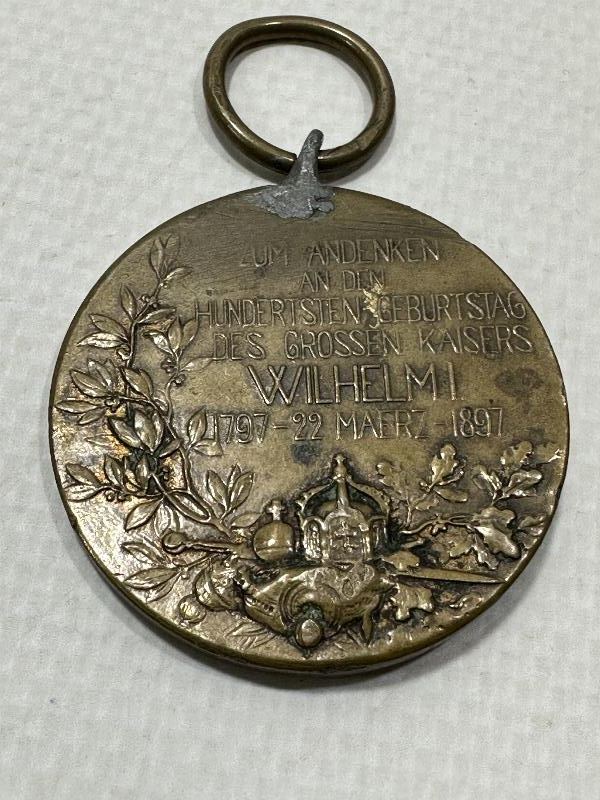 ZUM ANDENKEN
AN DEN
HUNDERTSTEN GEBURTSTAG
DES GROSSEN KAISERS
WILHELM I.
1797-22 MAERZ-1897